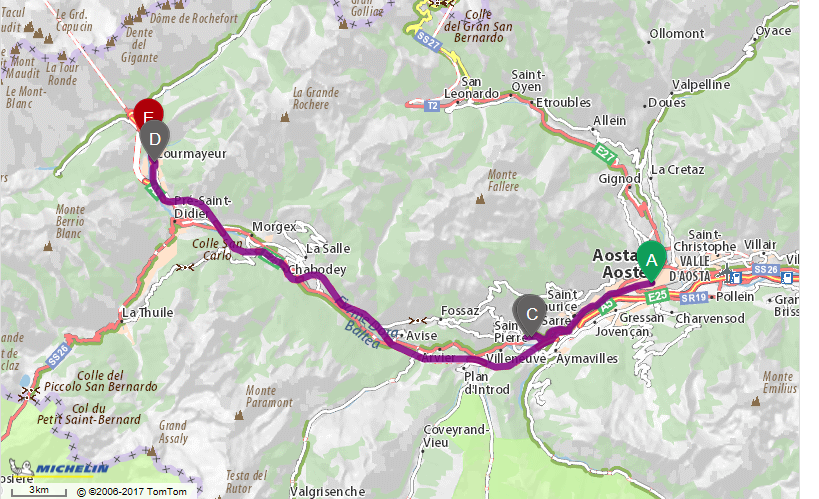 Tacul
Le Grd.
Capucin
Dôme de Rochefort
Dente
del
Gigante
Mont
Maudit
La Tour
Ronde
Le Mont-
Blanc
Gran
Golliat
Colle
del Gran San
Bernardo
SS27
Ollomont
Oyace
La Grande
Rochere
San
Leonardo
Saint-
Oyen
T2
Etroubles
Valpelline
Doues
Allein
E27
La Cretaz
Gignod
E
D
Courmayeur
Mont
Fallere
Monte
Berrio
Blanc
Pré-Saint-
Didier
Morgex
Colle San
Carlo
La Salle
Chabodey
Aosta
Aoste
A
Saint-
Christophe
VALLE
D'AOSTA
Villair
SS26
E25
SR19
Pollein
La Thuile
Dora
Baltea
Fossaz
Avise
Arvier
Saint
Pierre
C
Villeneuve
A5
Gressan
Jovençan
Charvensod
Aymavilles
Plan
d'Introd
SS26
Colle del
Piccolo San Bernardo
Col du
Petit Saint-Bernard
Grand
Assaly
Monte
Paramont
Monte
Emilius
Coveyrand-
Vieu
Testa del
Rutor
Valgrisenche
MICHELIN
3km
© ©2006-2017 TomTom